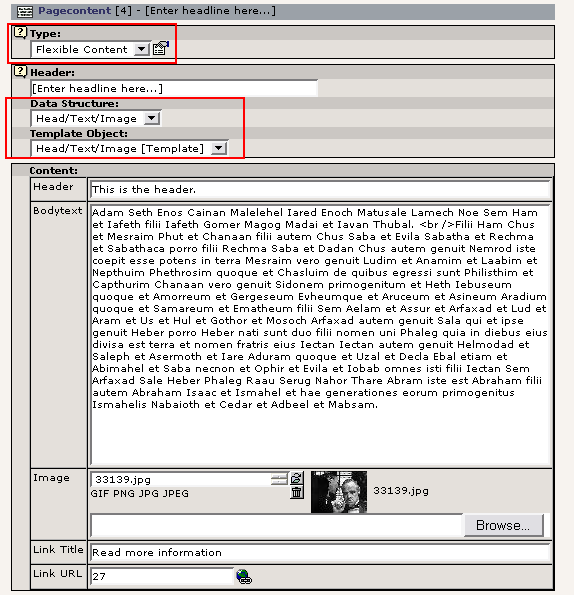 Pagecontent [4] - [Enter headline here...]
Type:
Flexible Content
Header:
[Enter headline here...]
Data Structure:
Head/Text/Image
Template Object:
Head/Text/Image [Template]
Content:
Header
This is the header.
Bodytext
Adam Seth Enos Cainan Malelehel Iared Enoch Matusale Lamech Noe Sem Ham
et Iafeth filii Iafeth Gomer Magog Madai et Iavan Thubal. <br />Filii Ham Chus
et Mesraim Phut et Chanaan filii autem Chus Saba et Evila Sabatha et Rechma
et Sabathaca porro filii Rechma Saba et Dadan Chus autem genuit Nemrod iste
coepit esse potens in terra Mesraim vero genuit Ludim et Anamim et Laabim et
Nepthuim Phethrosim quoque et Chasluim de quibus egressi sunt Philisthim et
Capthurim Chanaan vero genuit Sidonem primogenitum et Heth Iebuseum
quoque et Amorreum et Gergeseum Evheumque et Aruceum et Asineum Aradium
quoque et Samareum et Ematheum filii Sem Aelam et Assur et Arfaxad et Lud et
Aram et Us et Hul et Gothor et Mosoch Arfaxad autem genuit Sala qui et ipse
genuit Heber porro Heber nati sunt duo filii nomen uni Phaleg quia in diebus eius
divisa est terra et nomen fratris eius Iectan Iectan autem genuit Helmodad et
Saleph et Asermoth et Iare Aduram quoque et Uzal et Decla Ebal etiam et
Abimahel et Saba necnon et Ophir et Evila et Iobab omnes isti filii Iectan Sem
Arfaxad Sale Heber Phaleg Raau Serug Nahor Thare Abram iste est Abraham filii
autem Abraham Isaac et Ismahel et hae generationes eorum primogenitus
Ismahelis Nabaioth et Cedar et Adbeel et Mabsam.
Image
33139.jpg
GIF PNG JPG JPEG
33139.jpg
Browse...
Link Title
Read more information
Link URL
27